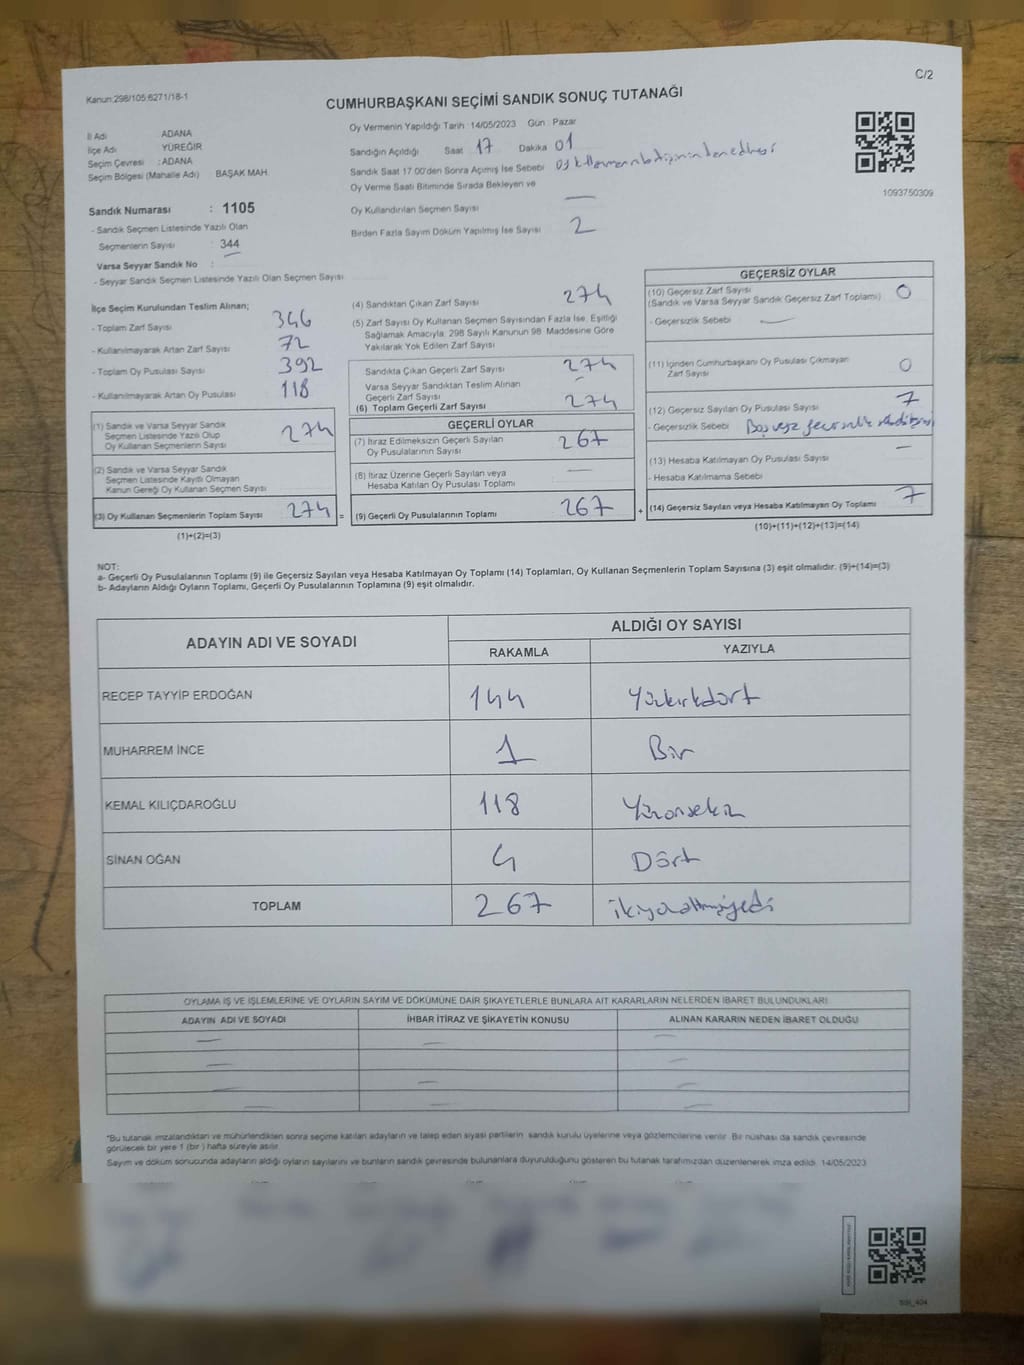 C/2
Kanun:298/105:6271/18-1
CUMHURBAŞKANI SEÇİMİ SANDIK SONUÇ TUTANAĞI
İl Adı ADANA
İlçe Adı YÜREĞİR
Seçim Çevresi : ADANA
Seçim Bölgesi (Mahalle Adı) BAŞAK MAH.
Sandık Numarası : 1105
- Sandık Seçmen Listesinde Yazılı Olan
Seçmenlerin Sayısı : 344
Varsa Seyyar Sandık No :
- Seyyar Sandık Seçmen Listesinde Yazılı Olan Seçmen Sayısı
Oy Vermenin Yapıldığı Tarih : 14/05/2023 Gün : Pazar
Sandığın Açıldığı Saat 17 Dakika 01
Sandık Saat 17:00'den Sonra Açımış İse Sebebi
Oy Verme Saati Bitiminde Sırada Bekleyen ve
Oy Kullandırılan Seçmen Sayısı —
Birden Fazla Sayım Döküm Yapılmış İse Sayısı 2
1093750309
İlçe Seçim Kurulundan Teslim Alınan;
- Toplam Zarf Sayısı 346
- Kullanılmayarak Artan Zarf Sayısı 72
- Toplam Oy Pusulası Sayısı 392
- Kullanılmayarak Artan Oy Pusulası 118
(1) Sandık ve Varsa Seyyar Sandık
Seçmen Listesinde Yazılı Olup
Oy Kullanan Seçmenlerin Sayısı 274
(2) Sandık ve Varsa Seyyar Sandık
Seçmen Listesinde Kayıtlı Olmayan
Kanun Gereği Oy Kullanan Seçmen Sayısı
(3) Oy Kullanan Seçmenlerin Toplam Sayısı 274 =
(1)+(2)=(3)
(4) Sandıktan Çıkan Zarf Sayısı 274
(5) Zarf Sayısı Oy Kullanan Seçmen Sayısından Fazla İse, Eşitliği
Sağlamak Amacıyla; 298 Sayılı Kanunun 98. Maddesine Göre
Yakılarak Yok Edilen Zarf Sayısı
Sandıkta Çıkan Geçerli Zarf Sayısı 274
Varsa Seyyar Sandıktan Teslim Alınan
Geçerli Zarf Sayısı
(6) Toplam Geçerli Zarf Sayısı 274
GEÇERLİ OYLAR
(7) İtiraz Edilmeksizin Geçerli Sayılan
Oy Pusulalarının Sayısı 267
(8) İtiraz Üzerine Geçerli Sayılan veya
Hesaba Katılan Oy Pusulası Toplamı —
(9) Geçerli Oy Pusulalarının Toplamı 267 +
GEÇERSİZ OYLAR
(10) Geçersiz Zarf Sayısı 0
(Sandık ve Varsa Seyyar Sandık Geçersiz Zarf Toplamı)
- Geçersizlik Sebebi —
(11) İçinden Cumhurbaşkanı Oy Pusulası Çıkmayan
Zarf Sayısı 0
(12) Geçersiz Sayılan Oy Pusulası Sayısı 7
- Geçersizlik Sebebi
(13) Hesaba Katılmayan Oy Pusulası Sayısı —
- Hesaba Katılmama Sebebi
(14) Geçersiz Sayılan veya Hesaba Katılmayan Oy Toplamı 7
(10)+(11)+(12)+(13)=(14)
NOT:
a- Geçerli Oy Pusulalarının Toplamı (9) ile Geçersiz Sayılan veya Hesaba Katılmayan Oy Toplamı (14) Toplamları, Oy Kullanan Seçmenlerin Toplam Sayısına (3) eşit olmalıdır. (9)+(14)=(3)
b- Adayların Aldığı Oyların Toplamı, Geçerli Oy Pusulalarının Toplamına (9) eşit olmalıdır.
ADAYIN ADI VE SOYADI ALDIĞI OY SAYISI
RAKAMLA YAZIYLA
RECEP TAYYİP ERDOĞAN 144 Yüzkırkdört
MUHARREM İNCE 1 Bir
KEMAL KILIÇDAROĞLU 118 Yüzonsekiz
SİNAN OĞAN 4 Dört
TOPLAM 267 ikiyüzaltmışyedi
OYLAMA İŞ VE İŞLEMLERİNE VE OYLARIN SAYIM VE DÖKÜMÜNE DAİR ŞİKAYETLERLE BUNLARA AİT KARARLARIN NELERDEN İBARET BULUNDUKLARI
ADAYIN ADI VE SOYADI İHBAR İTİRAZ VE ŞİKAYETİN KONUSU ALINAN KARARIN NEDEN İBARET OLDUĞU
*Bu tutanak imzalandıktan ve mühürlendikten sonra seçime katılan adayların ve talep eden siyasi partilerin sandık kurulu üyelerine veya gözlemcilerine verilir. Bir nüshası da sandık çevresinde
görülecek bir yere 1 (bir) hafta süreyle asılır.
Sayım ve döküm sonucunda adayların aldığı oyların sayılarını ve bunların sandık çevresinde bulunanlara duyurulduğunu gösteren bu tutanak tarafımızdan düzenlenerek imza edildi. 14/05/2023